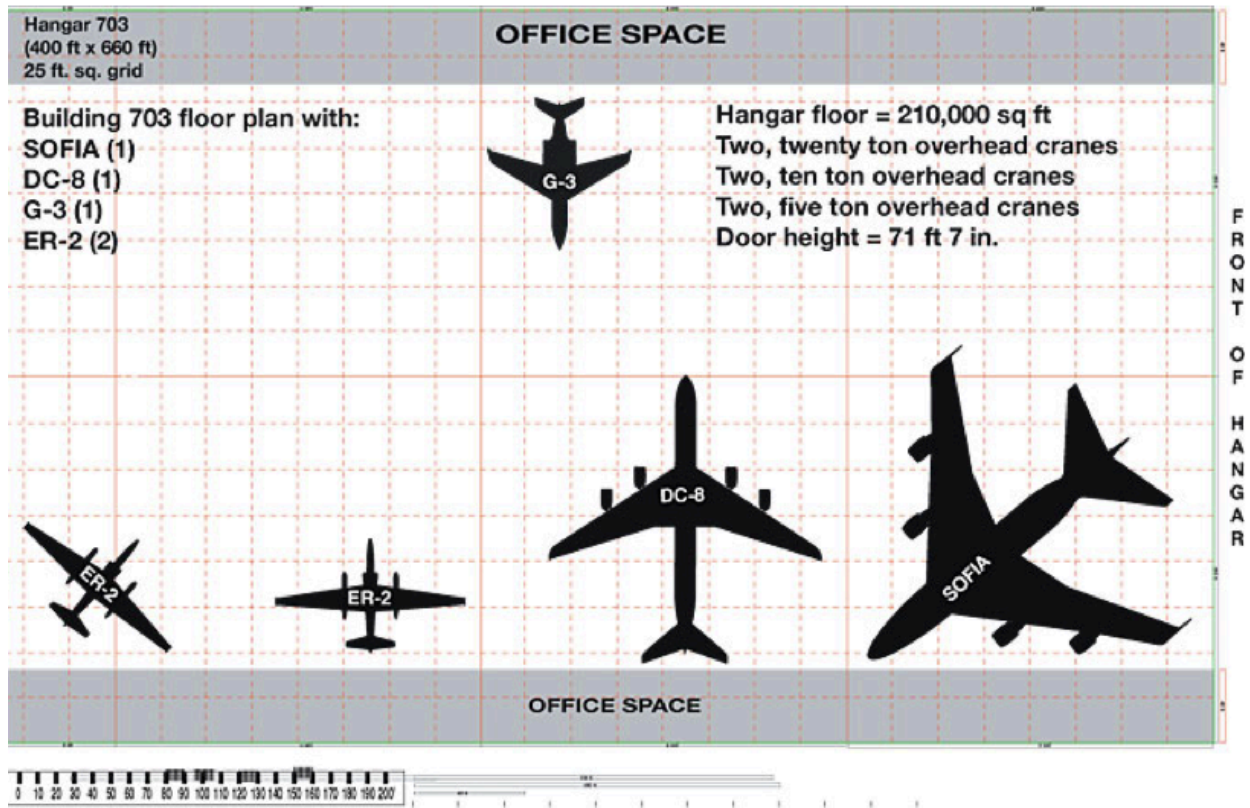 Hangar 703
(400 ft x 660 ft)
25 ft. sq. grid
OFFICE SPACE
Building 703 floor plan with:
SOFIA (1)
DC-8 (1)
G-3 (1)
ER-2 (2)
G-3
Hangar floor = 210,000 sq ft
Two, twenty ton overhead cranes
Two, ten ton overhead cranes
Two, five ton overhead cranes
Door height = 71 ft 7 in.
FRONT OF HANGAR
DC-8
SOFIA
ER-2
ER-2
OFFICE SPACE
0 10 20 30 40 50 60 70 80 90 100 110 120 130 140 150 160 170 180 190 200'